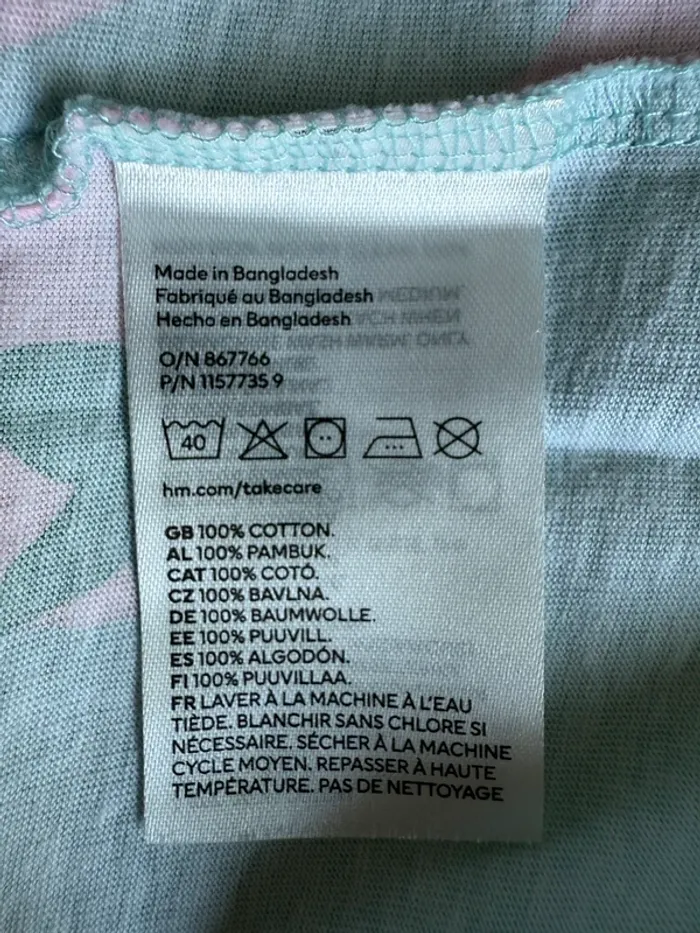 Made in Bangladesh
Fabriqué au Bangladesh
Hecho en Bangladesh
O/N 867766
P/N 1157735 9
40
hm.com/takecare
GB 100% COTTON.
AL 100% PAMBUK.
CAT 100% COTÓ.
CZ 100% BAVLNA.
DE 100% BAUMWOLLE.
EE 100% PUUVILL.
ES 100% ALGODÓN.
FI 100% PUUVILLAA.
FR LAVER À LA MACHINE À L'EAU
TIÈDE. BLANCHIR SANS CHLORE SI
NÉCESSAIRE. SÉCHER À LA MACHINE
CYCLE MOYEN. REPASSER À HAUTE
TEMPÉRATURE. PAS DE NETTOYAGE